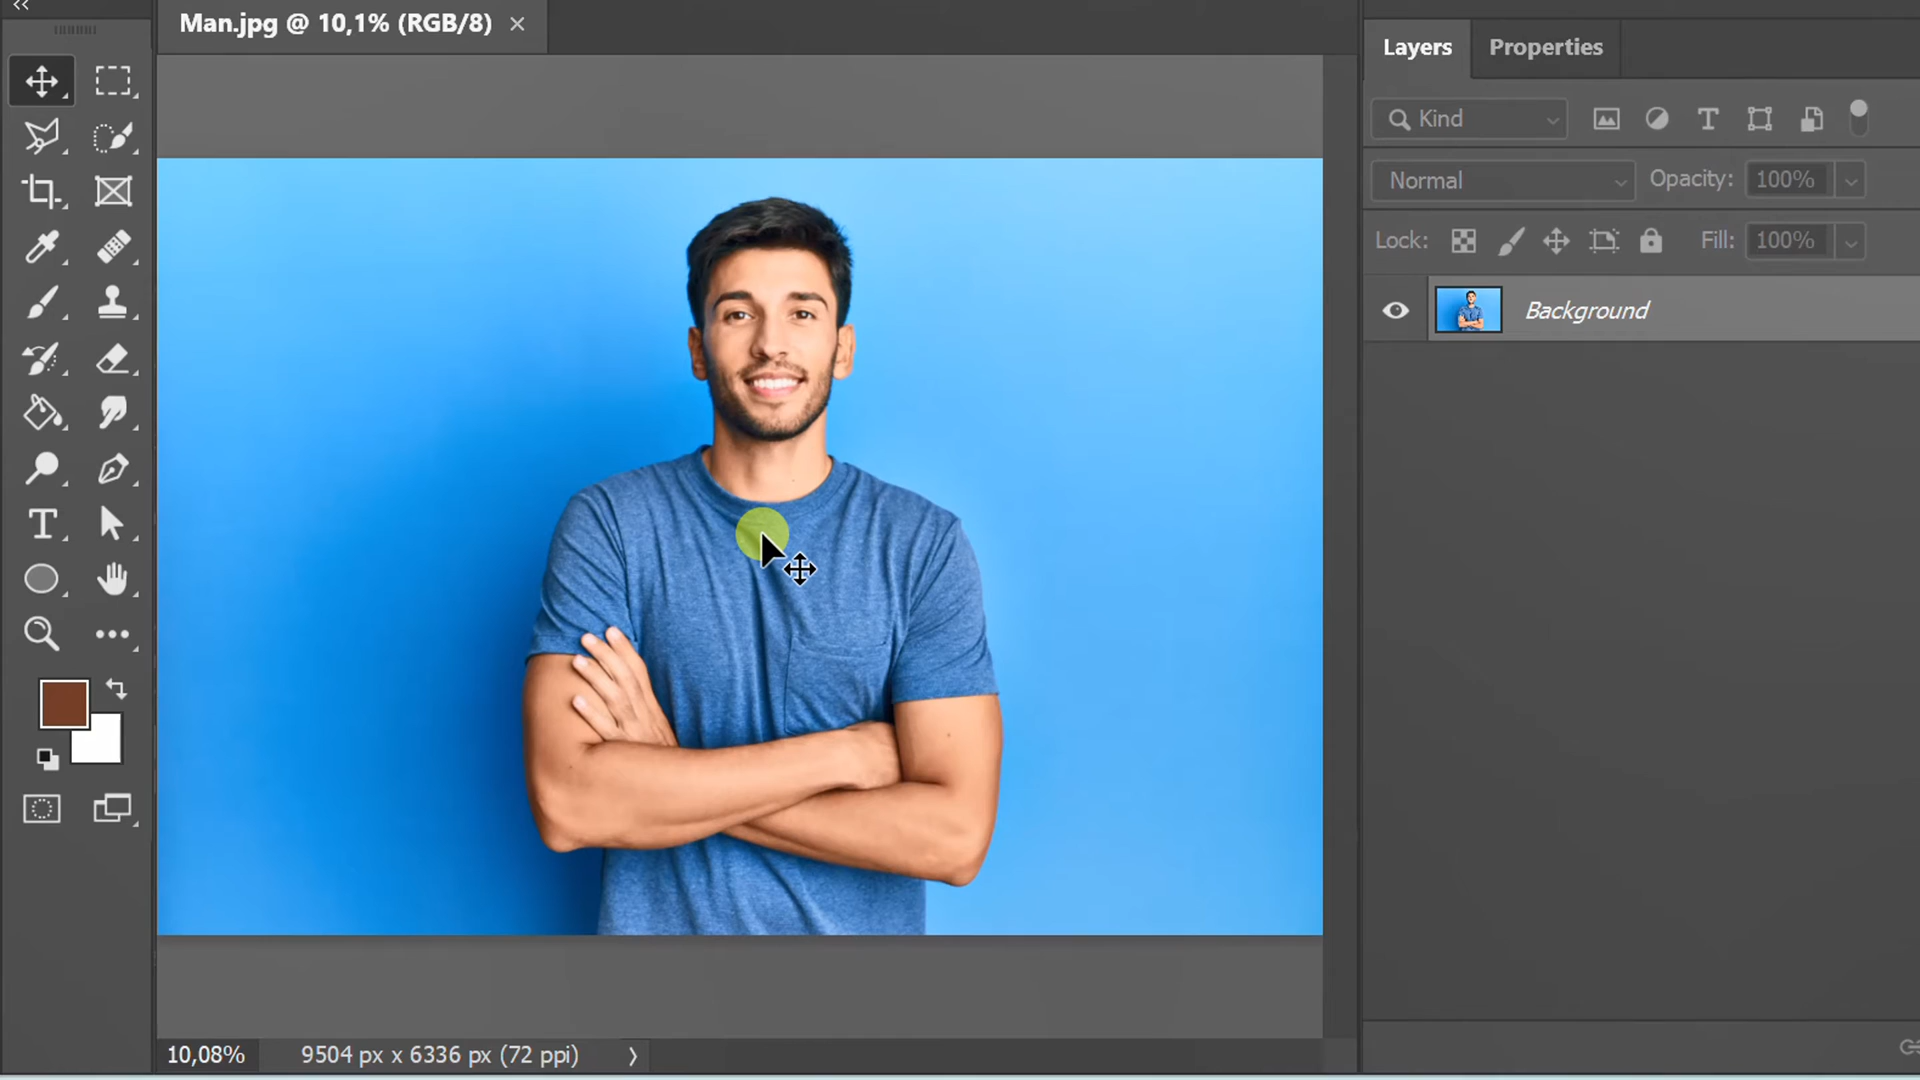 Man.jpg @ 10,1% (RGB/8)
Layers
Properties
Kind
Normal
Opacity:
100%
Lock:
Fill:
100%
Background
10,08%
9504 px x 6336 px (72 ppi)